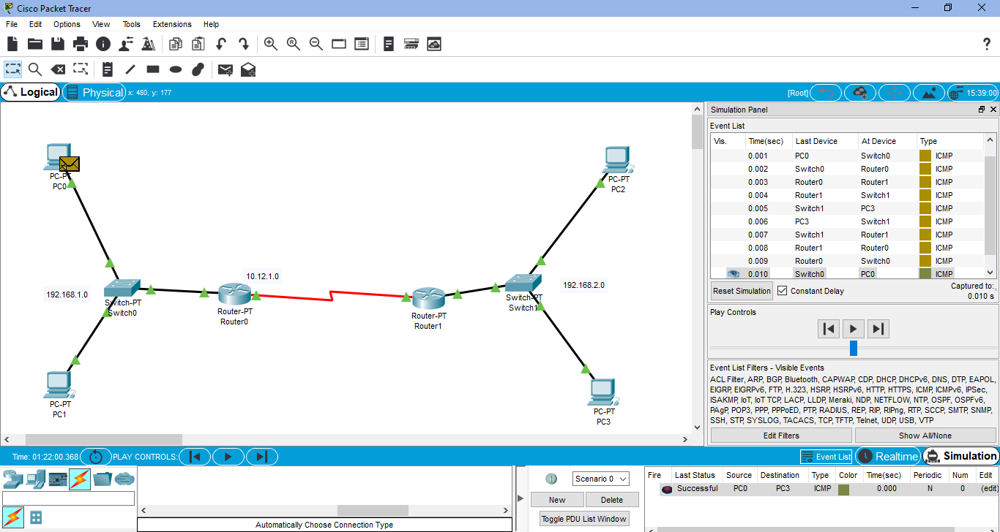 Cisco Packet Tracer
File Edit Options View Tools Extensions Help
Logical
Physical
x: 480, y: 177
[Root]
15:39:00
PC-PT
PC0
PC-PT
PC2
10.12.1.0
192.168.1.0
Switch-PT
Switch0
Router-PT
Router0
Router-PT
Router1
Switch-PT
Switch1
192.168.2.0
PC-PT
PC1
PC-PT
PC3
Simulation Panel
Event List
Vis. Time(sec) Last Device At Device Type
0.001 PC0 Switch0 ICMP
0.002 Switch0 Router0 ICMP
0.003 Router0 Router1 ICMP
0.004 Router1 Switch1 ICMP
0.005 Switch1 PC3 ICMP
0.006 PC3 Switch1 ICMP
0.007 Switch1 Router1 ICMP
0.008 Router1 Router0 ICMP
0.009 Router0 Switch0 ICMP
0.010 Switch0 PC0 ICMP
Reset Simulation
Constant Delay
Captured to:
0.010 s
Play Controls
Event List Filters - Visible Events
ACL Filter, ARP, BGP, Bluetooth, CAPWAP, CDP, DHCP, DHCPv6, DNS, DTP, EAPOL,
EIGRP, EIGRPv6, FTP, H.323, HSRP, HSRPv6, HTTP, HTTPS, ICMP, ICMPv6, IPSec,
ISAKMP, IoT, IoT TCP, LACP, LLDP, Meraki, NDP, NETFLOW, NTP, OSPF, OSPFv6,
PAgP, POP3, PPP, PPPoED, PTP, RADIUS, REP, RIP, RIPng, RTP, SCCP, SMTP, SNMP,
SSH, STP, SYSLOG, TACACS, TCP, TFTP, Telnet, UDP, USB, VTP
Edit Filters
Show All/None
Time: 01:22:00.368
PLAY CONTROLS:
Event List
Realtime
Simulation
Automatically Choose Connection Type
Scenario 0
New
Delete
Toggle PDU List Window
Fire Last Status Source Destination Type Color Time(sec) Periodic Num Edit
Successful PC0 PC3 ICMP 0.000 N 0 (edit)